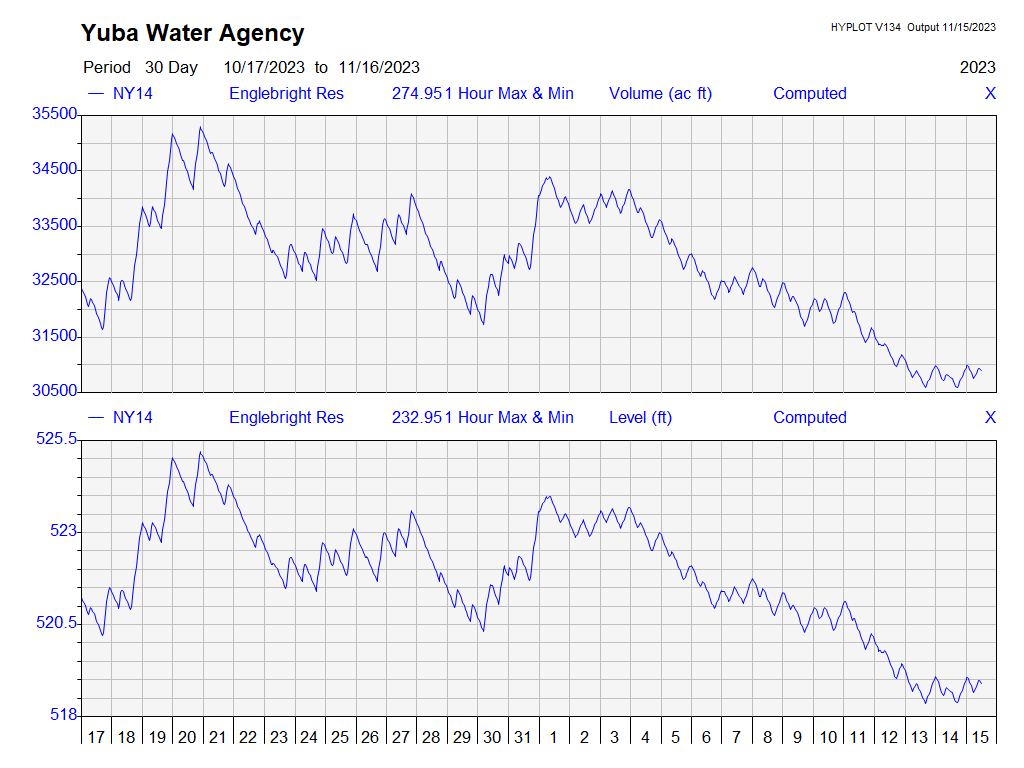 Yuba Water Agency
HYPLOT V134 Output 11/15/2023
Period 30 Day 10/17/2023 to 11/16/2023 2023
NY14 Englebright Res 274.951 Hour Max & Min Volume (ac ft) Computed X
35500
34500
33500
32500
31500
30500
NY14 Englebright Res 232.951 Hour Max & Min Level (ft) Computed X
525.5
523
520.5
518
17 18 19 20 21 22 23 24 25 26 27 28 29 30 31 1 2 3 4 5 6 7 8 9 10 11 12 13 14 15